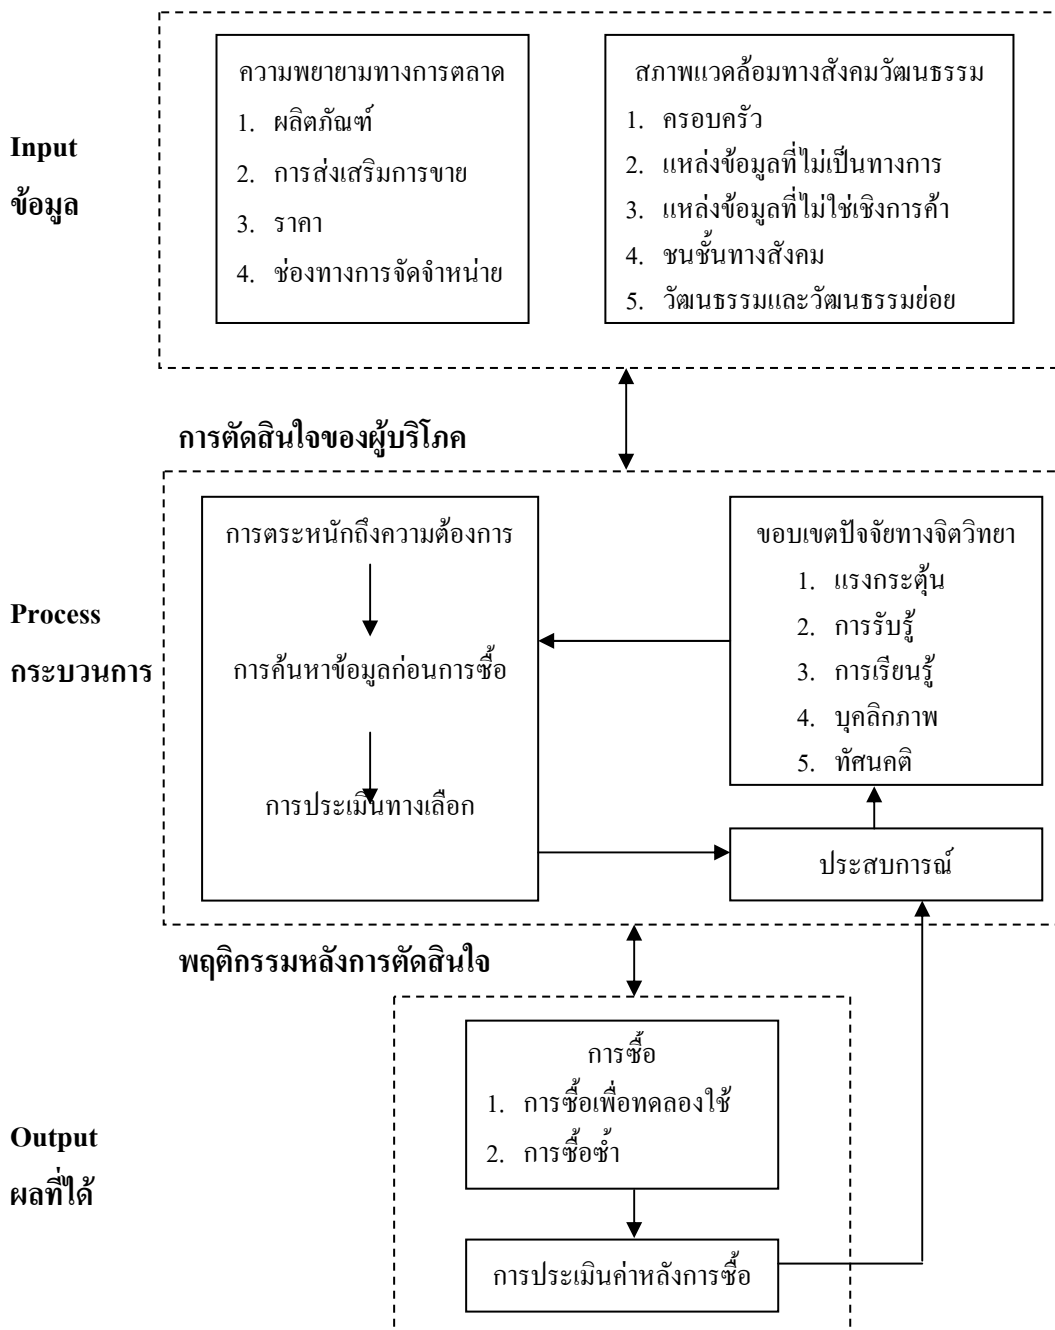 ความพยายามทางการตลาด
1. ผลิตภัณฑ์
2. การส่งเสริมการขาย
3. ราคา
4. ช่องทางการจัดจำหน่าย
สภาพแวดล้อมทางสังคมวัฒนธรรม
1. ครอบครัว
2. แหล่งข้อมูลที่ไม่เป็นทางการ
3. แหล่งข้อมูลที่ไม่ใช่เชิงการค้า
4. ชนชั้นทางสังคม
5. วัฒนธรรมและวัฒนธรรมย่อย
Input
ข้อมูล
การตัดสินใจของผู้บริโภค
การตระหนักถึงความต้องการ
การค้นหาข้อมูลก่อนการซื้อ
การประเมินทางเลือก
ขอบเขตปัจจัยทางจิตวิทยา
1. แรงกระตุ้น
2. การรับรู้
3. การเรียนรู้
4. บุคลิกภาพ
5. ทัศนคติ
ประสบการณ์
Process
กระบวนการ
พฤติกรรมหลังการตัดสินใจ
การซื้อ
1. การซื้อเพื่อทดลองใช้
2. การซื้อซ้ำ
การประเมินค่าหลังการซื้อ
Output
ผลที่ได้